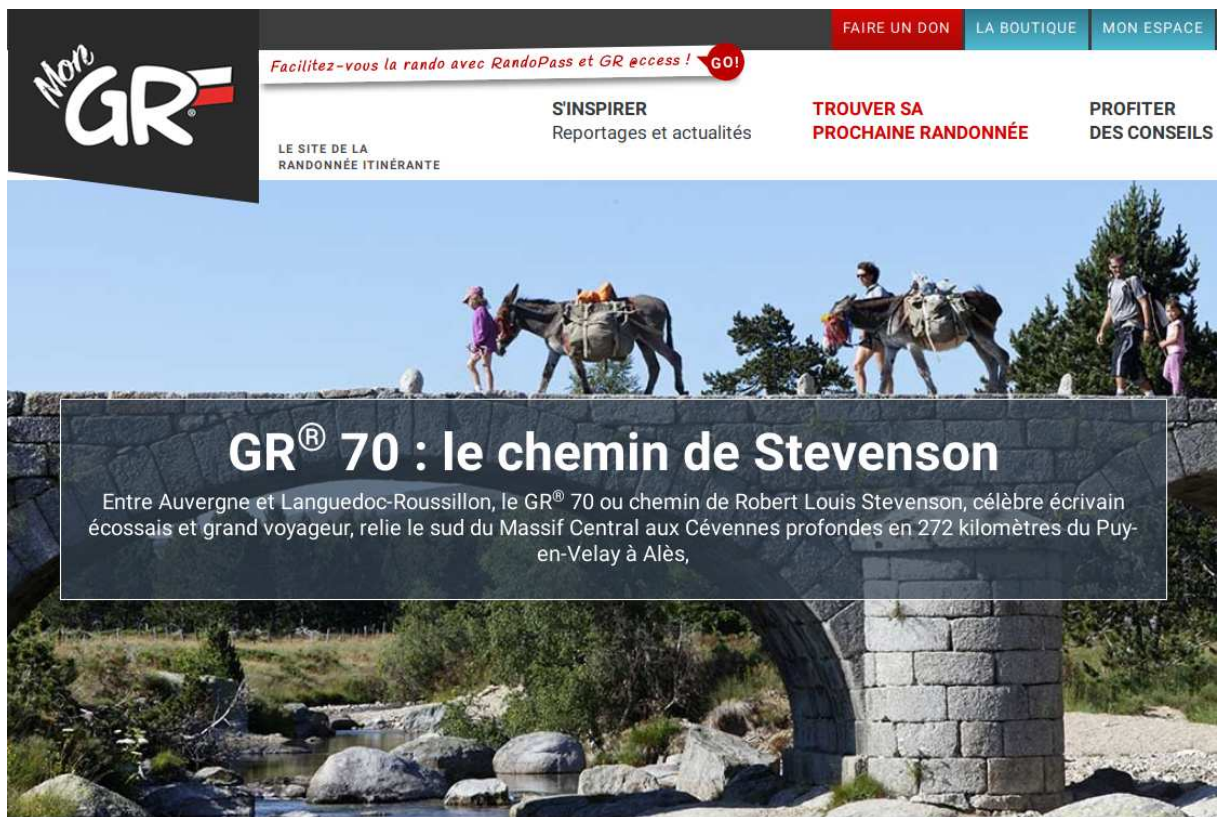 FAIRE UN DON
LA BOUTIQUE
MON ESPACE
Mon
GR®
Facilitez-vous la rando avec RandoPass et GR @ccess !
GO!
LE SITE DE LA
RANDONNÉE ITINÉRANTE
S'INSPIRER
Reportages et actualités
TROUVER SA
PROCHAINE RANDONNÉE
PROFITER
DES CONSEILS
GR® 70 : le chemin de Stevenson
Entre Auvergne et Languedoc-Roussillon, le GR® 70 ou chemin de Robert Louis Stevenson, célèbre écrivain
écossais et grand voyageur, relie le sud du Massif Central aux Cévennes profondes en 272 kilomètres du Puy-
en-Velay à Alès,